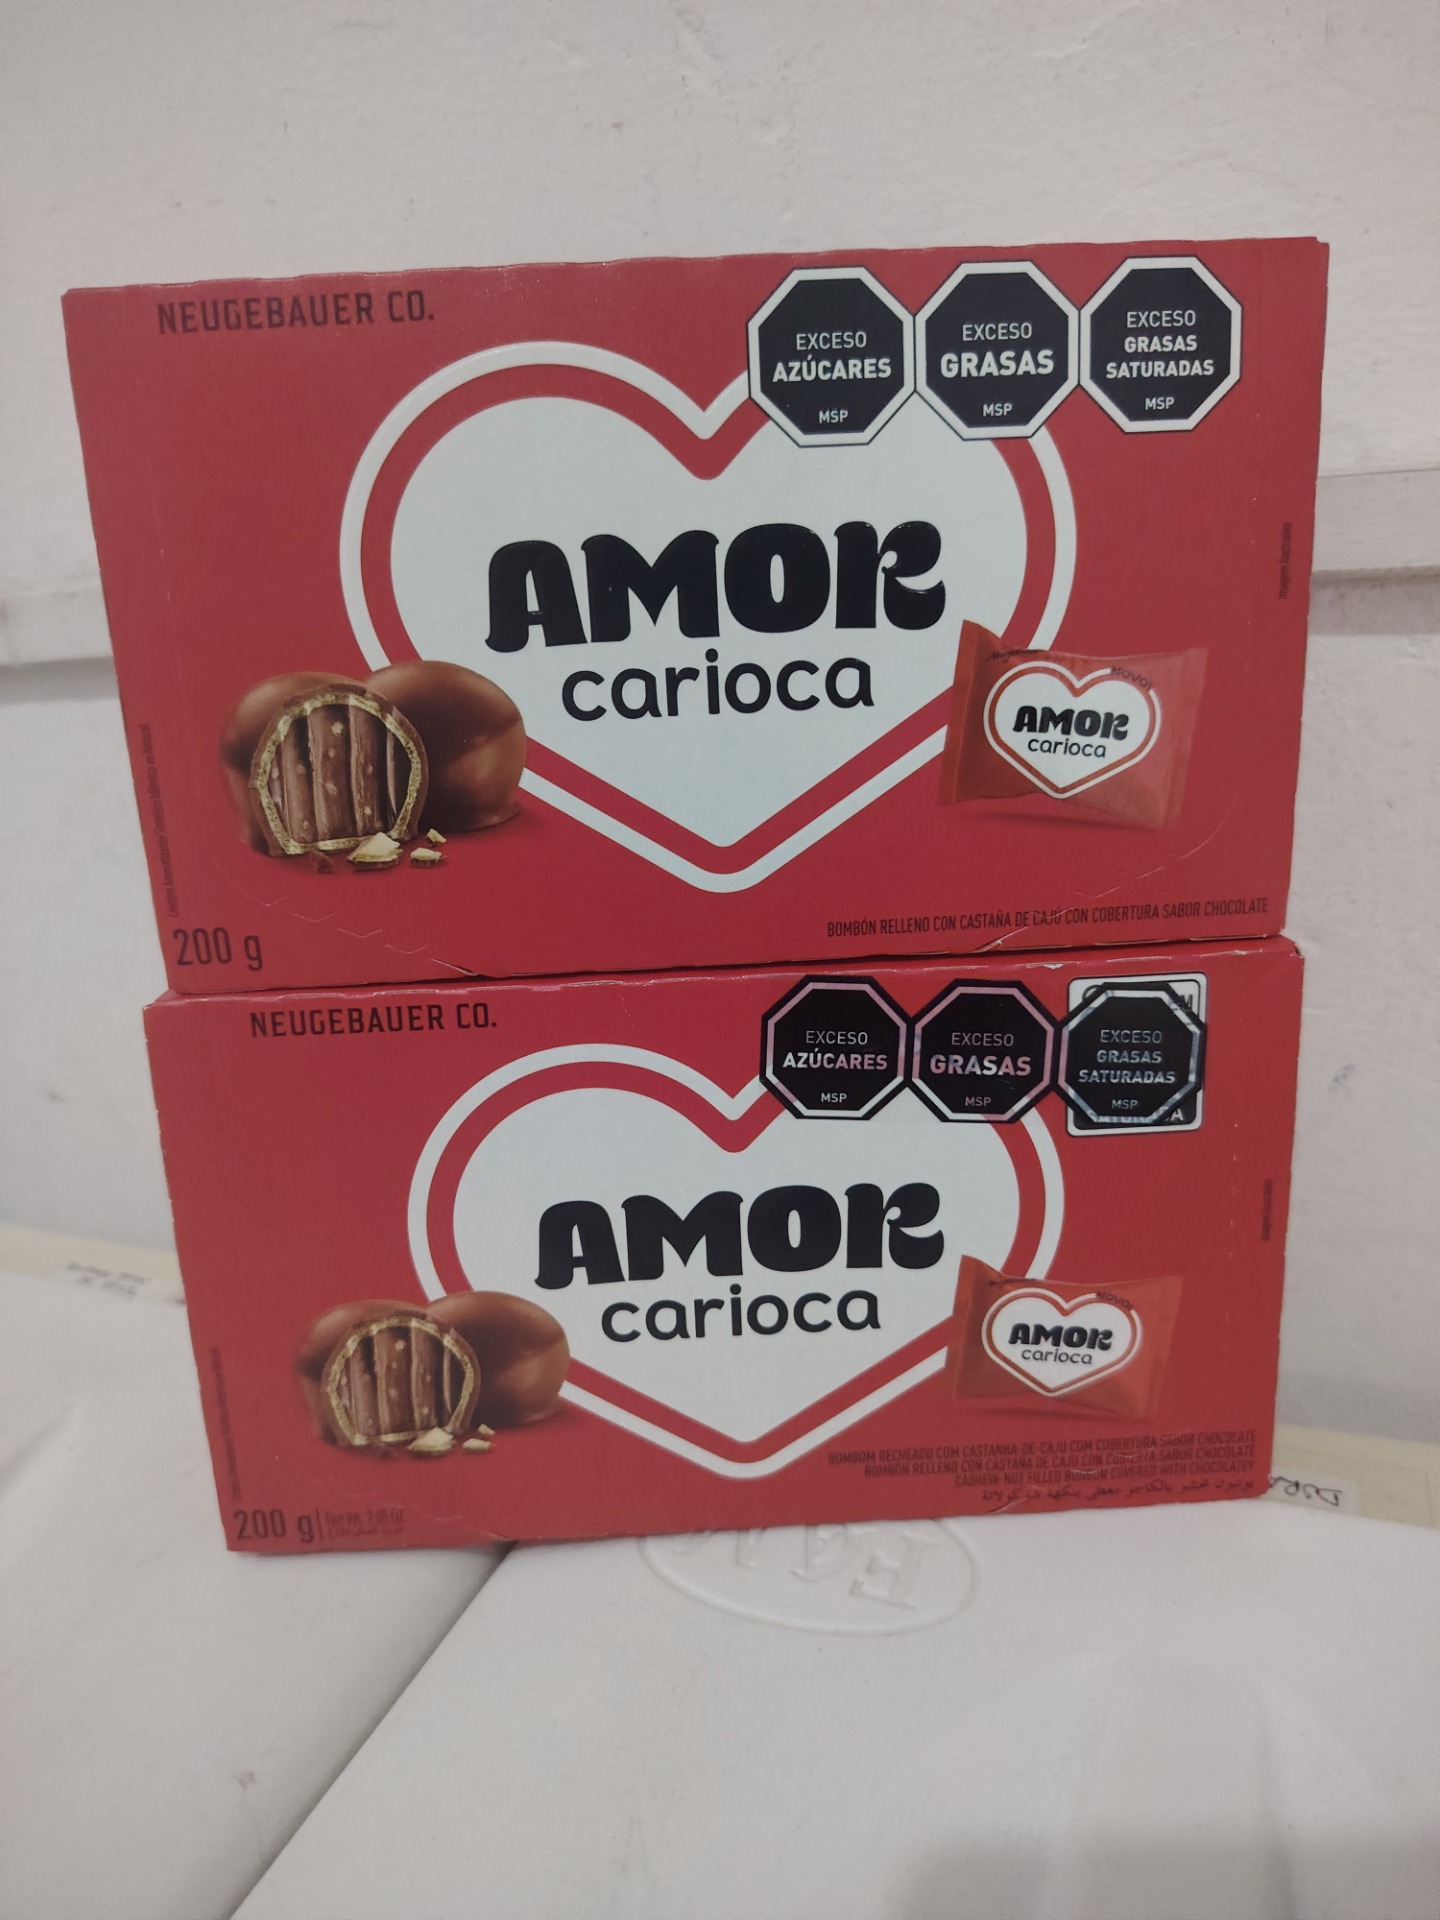 NEUGEBAUER CO.
EXCESO
AZÚCARES
MSP
EXCESO
GRASAS
MSP
EXCESO
GRASAS
SATURADAS
MSP
AMOR
carioca
AMOR
carioca
BOMBÓN RELLENO CON CASTAÑA DE CAJÚ CON COBERTURA SABOR CHOCOLATE
200 g
NEUGEBAUER CO.
EXCESO
AZÚCARES
MSP
EXCESO
GRASAS
MSP
EXCESO
GRASAS
SATURADAS
MSP
AMOR
carioca
AMOR
carioca
BOMBOM RECHEADO COM CASTANHA-DE-CAJU COM COBERTURA SABOR CHOCOLATE
BOMBÓN RELLENO CON CASTAÑA DE CAJÚ CON CUBIERTA SABOR CHOCOLATE
CASHEW-NUT FILLED BONBON COVERED WITH CHOCOLATEY
200 g